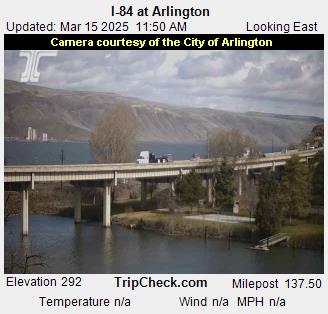 I-84 at Arlington
Updated: Mar 15 2025 11:50 AM Looking East
Camera courtesy of the City of Arlington
Elevation 292 TripCheck.com Milepost 137.50
Temperature n/a Wind n/a MPH n/a